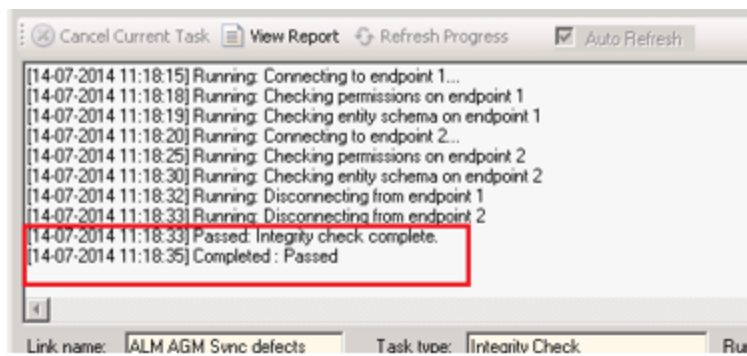 Cancel Current Task View Report Refresh Progress Auto Refresh
[14-07-2014 11:18:15] Running: Connecting to endpoint 1...
[14-07-2014 11:18:18] Running: Checking permissions on endpoint 1
[14-07-2014 11:18:19] Running: Checking entity schema on endpoint 1
[14-07-2014 11:18:20] Running: Connecting to endpoint 2...
[14-07-2014 11:18:25] Running: Checking permissions on endpoint 2
[14-07-2014 11:18:30] Running: Checking entity schema on endpoint 2
[14-07-2014 11:18:32] Running: Disconnecting from endpoint 1
[14-07-2014 11:18:33] Running: Disconnecting from endpoint 2
[14-07-2014 11:18:33] Passed: Integrity check complete.
[14-07-2014 11:18:35] Completed : Passed
Link name: ALM AGM Sync defects Task type: Integrity Check